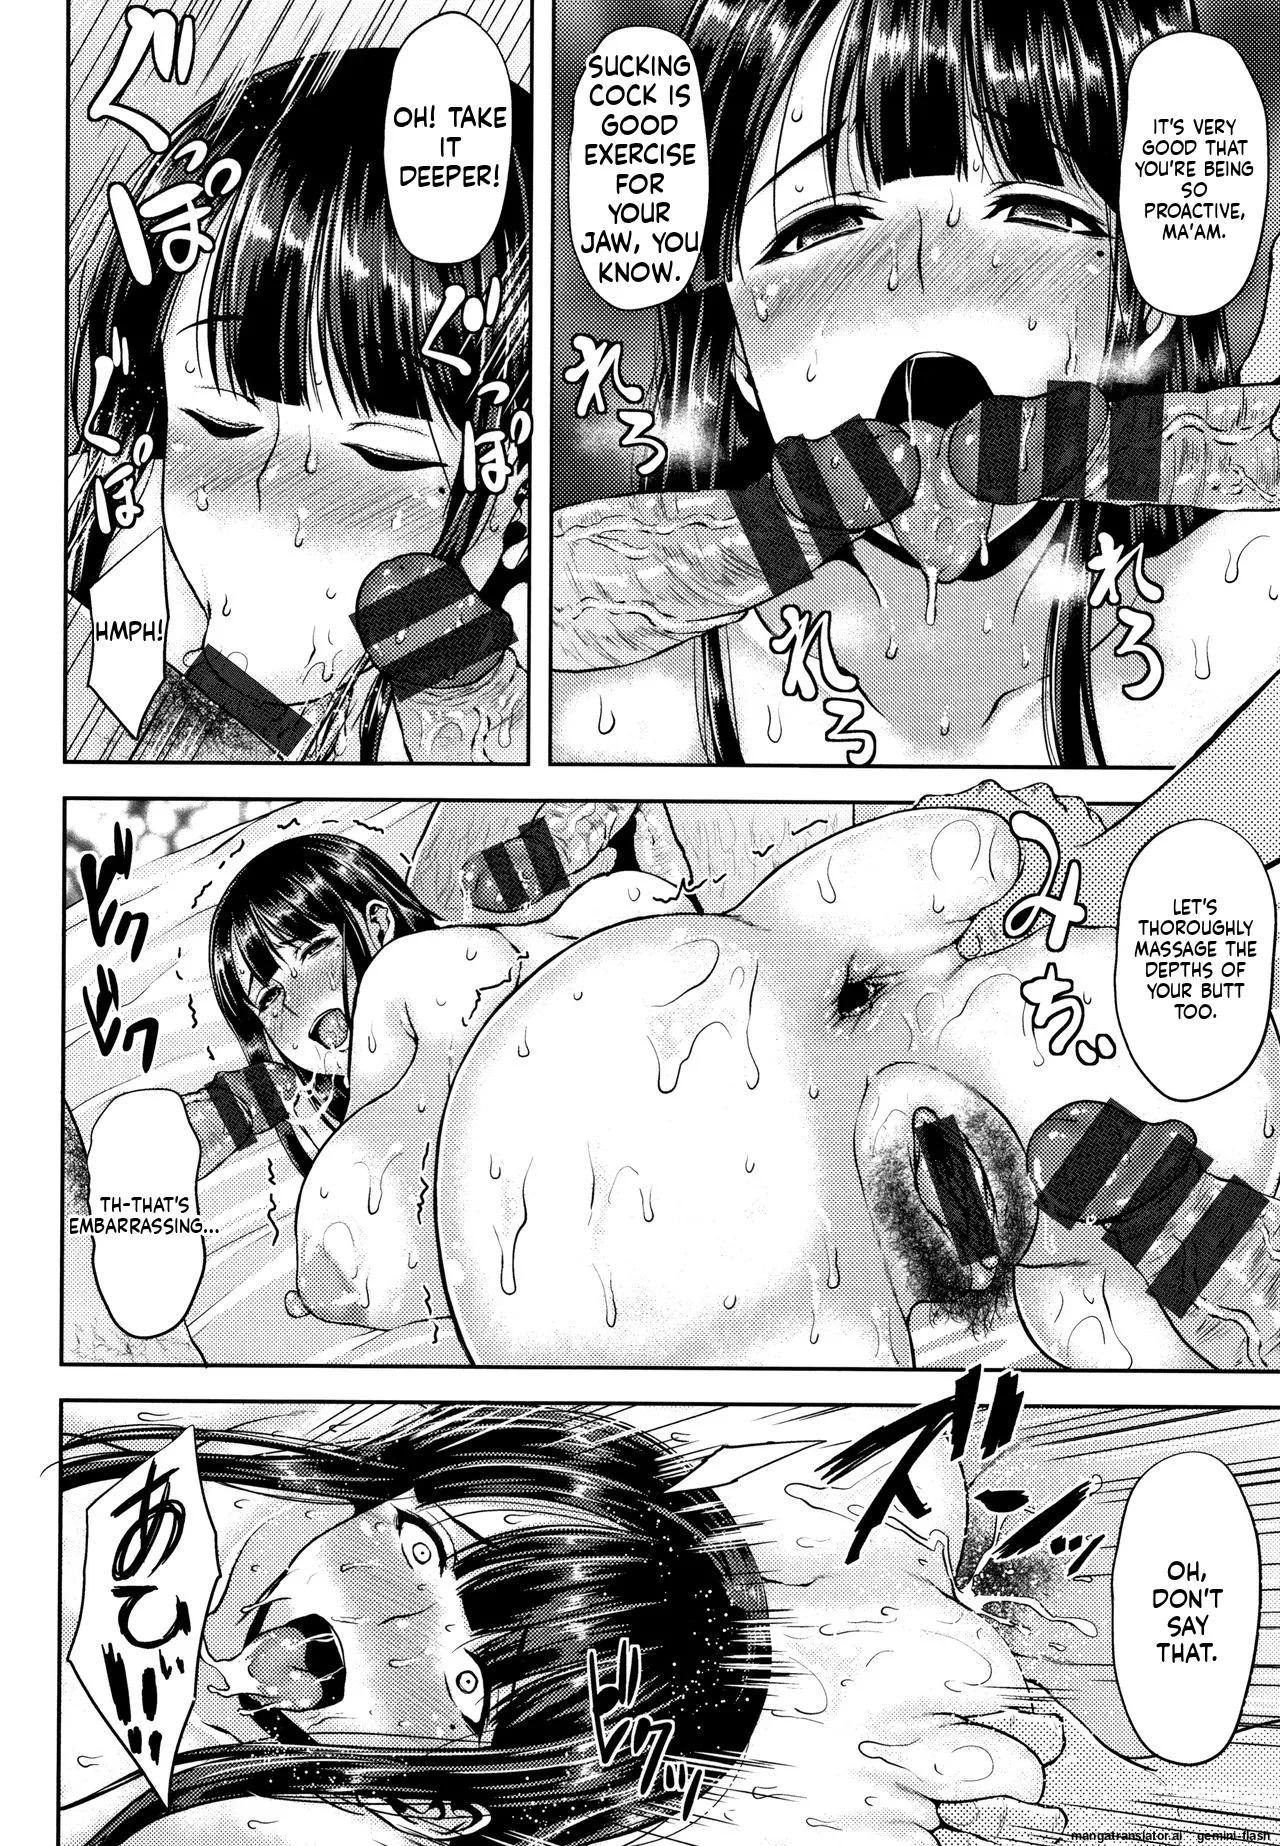 IT'S VERY
GOOD THAT
YOU'RE BEING
SO
PROACTIVE,
MA'AM.
SUCKING
COCK IS
GOOD
EXERCISE
FOR
YOUR
JAW, YOU
KNOW.
れろ
れろ
れろ
OH! TAKE
IT
DEEPER!
ぐっぽ
ぐっぽ
ぐぽ
HMPH!
LET'S
THOROUGHLY
MASSAGE THE
DEPTHS OF
YOUR BUTT
TOO.
みちぃ
ビク
ビク
TH-THAT'S
EMBARRASSING...
OH,
DON'T
SAY
THAT.
ズンッ
ビクッ
あひ!!
mangatranslator.ai gemini-flash